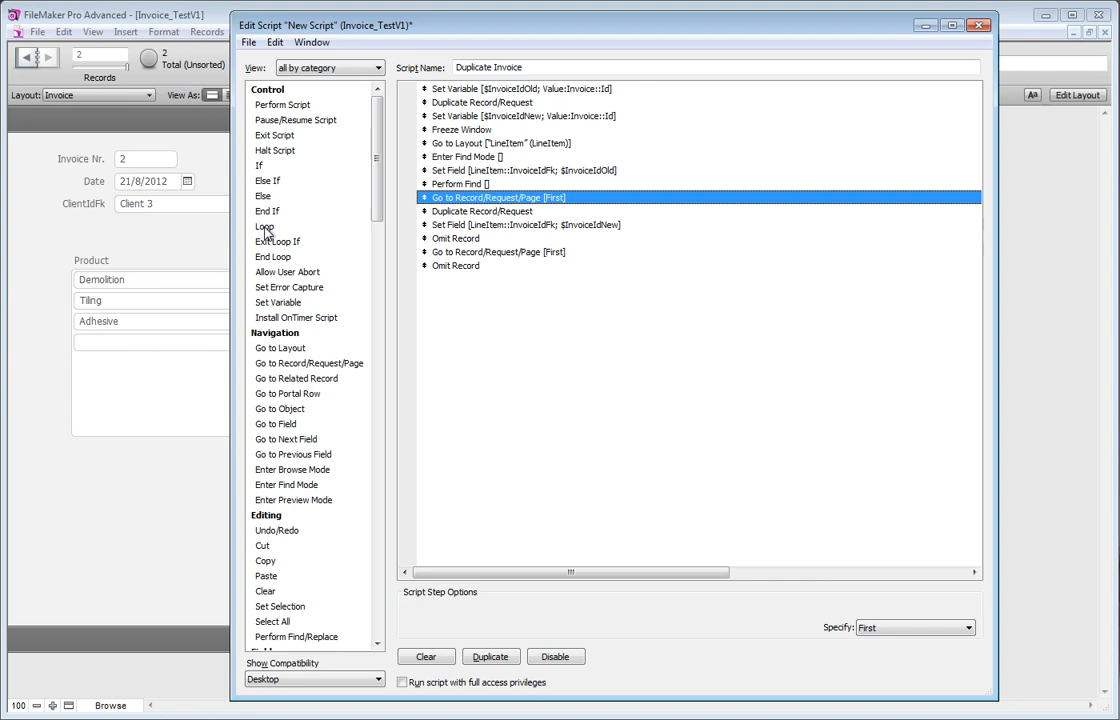 FileMaker Pro Advanced - [Invoice_TestV1]
File Edit View Insert Format Records
2
2
Total (Unsorted)
Records
Layout: Invoice View As: Aa Edit Layout
Invoice Nr. 2
Date 21/8/2012
ClientIdFk Client 3
Product
Demolition
Tiling
Adhesive
100 Browse
Edit Script "New Script" (Invoice_TestV1)*
File Edit Window
View: all by category Script Name: Duplicate Invoice
Control
Perform Script
Pause/Resume Script
Exit Script
Halt Script
If
Else If
Else
End If
Loop
Exit Loop If
End Loop
Allow User Abort
Set Error Capture
Set Variable
Install OnTimer Script
Navigation
Go to Layout
Go to Record/Request/Page
Go to Related Record
Go to Portal Row
Go to Object
Go to Field
Go to Next Field
Go to Previous Field
Enter Browse Mode
Enter Find Mode
Enter Preview Mode
Editing
Undo/Redo
Cut
Copy
Paste
Clear
Set Selection
Select All
Perform Find/Replace
Show Compatibility
Desktop
Set Variable [$InvoiceIdOld; Value:Invoice::Id]
Duplicate Record/Request
Set Variable [$InvoiceIdNew; Value:Invoice::Id]
Freeze Window
Go to Layout ["LineItem" (LineItem)]
Enter Find Mode []
Set Field [LineItem::InvoiceIdFk; $InvoiceIdOld]
Perform Find []
Go to Record/Request/Page [First]
Duplicate Record/Request
Set Field [LineItem::InvoiceIdFk; $InvoiceIdNew]
Omit Record
Go to Record/Request/Page [First]
Omit Record
Script Step Options
Specify: First
Clear Duplicate Disable
Run script with full access privileges